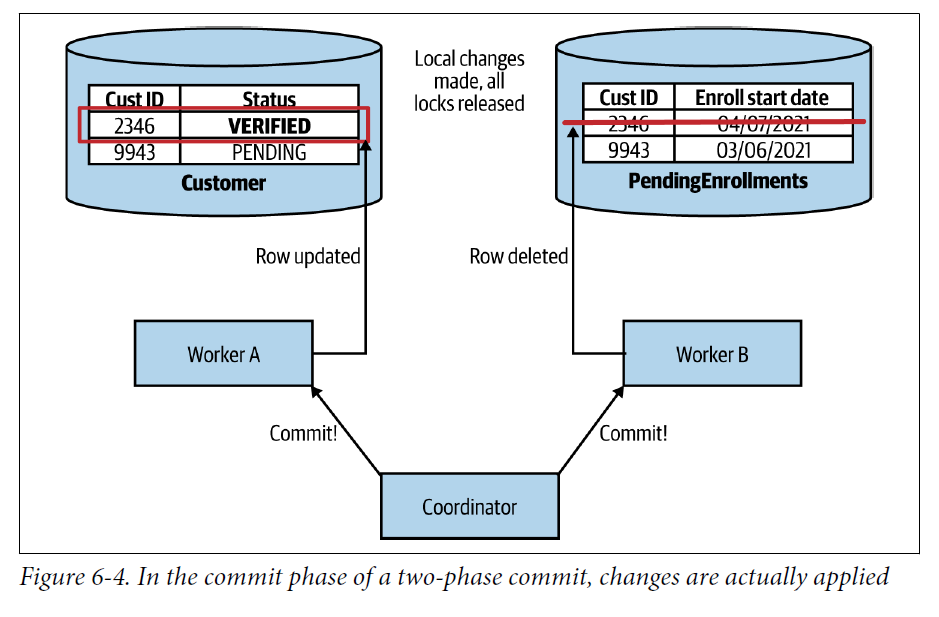 Local changes
made, all
locks released
Cust ID Status
2346 VERIFIED
9943 PENDING
Customer
Cust ID Enroll start date
2346 04/07/2021
9943 03/06/2021
PendingEnrollments
Row updated
Row deleted
Worker A
Worker B
Commit!
Commit!
Coordinator
Figure 6-4. In the commit phase of a two-phase commit, changes are actually applied